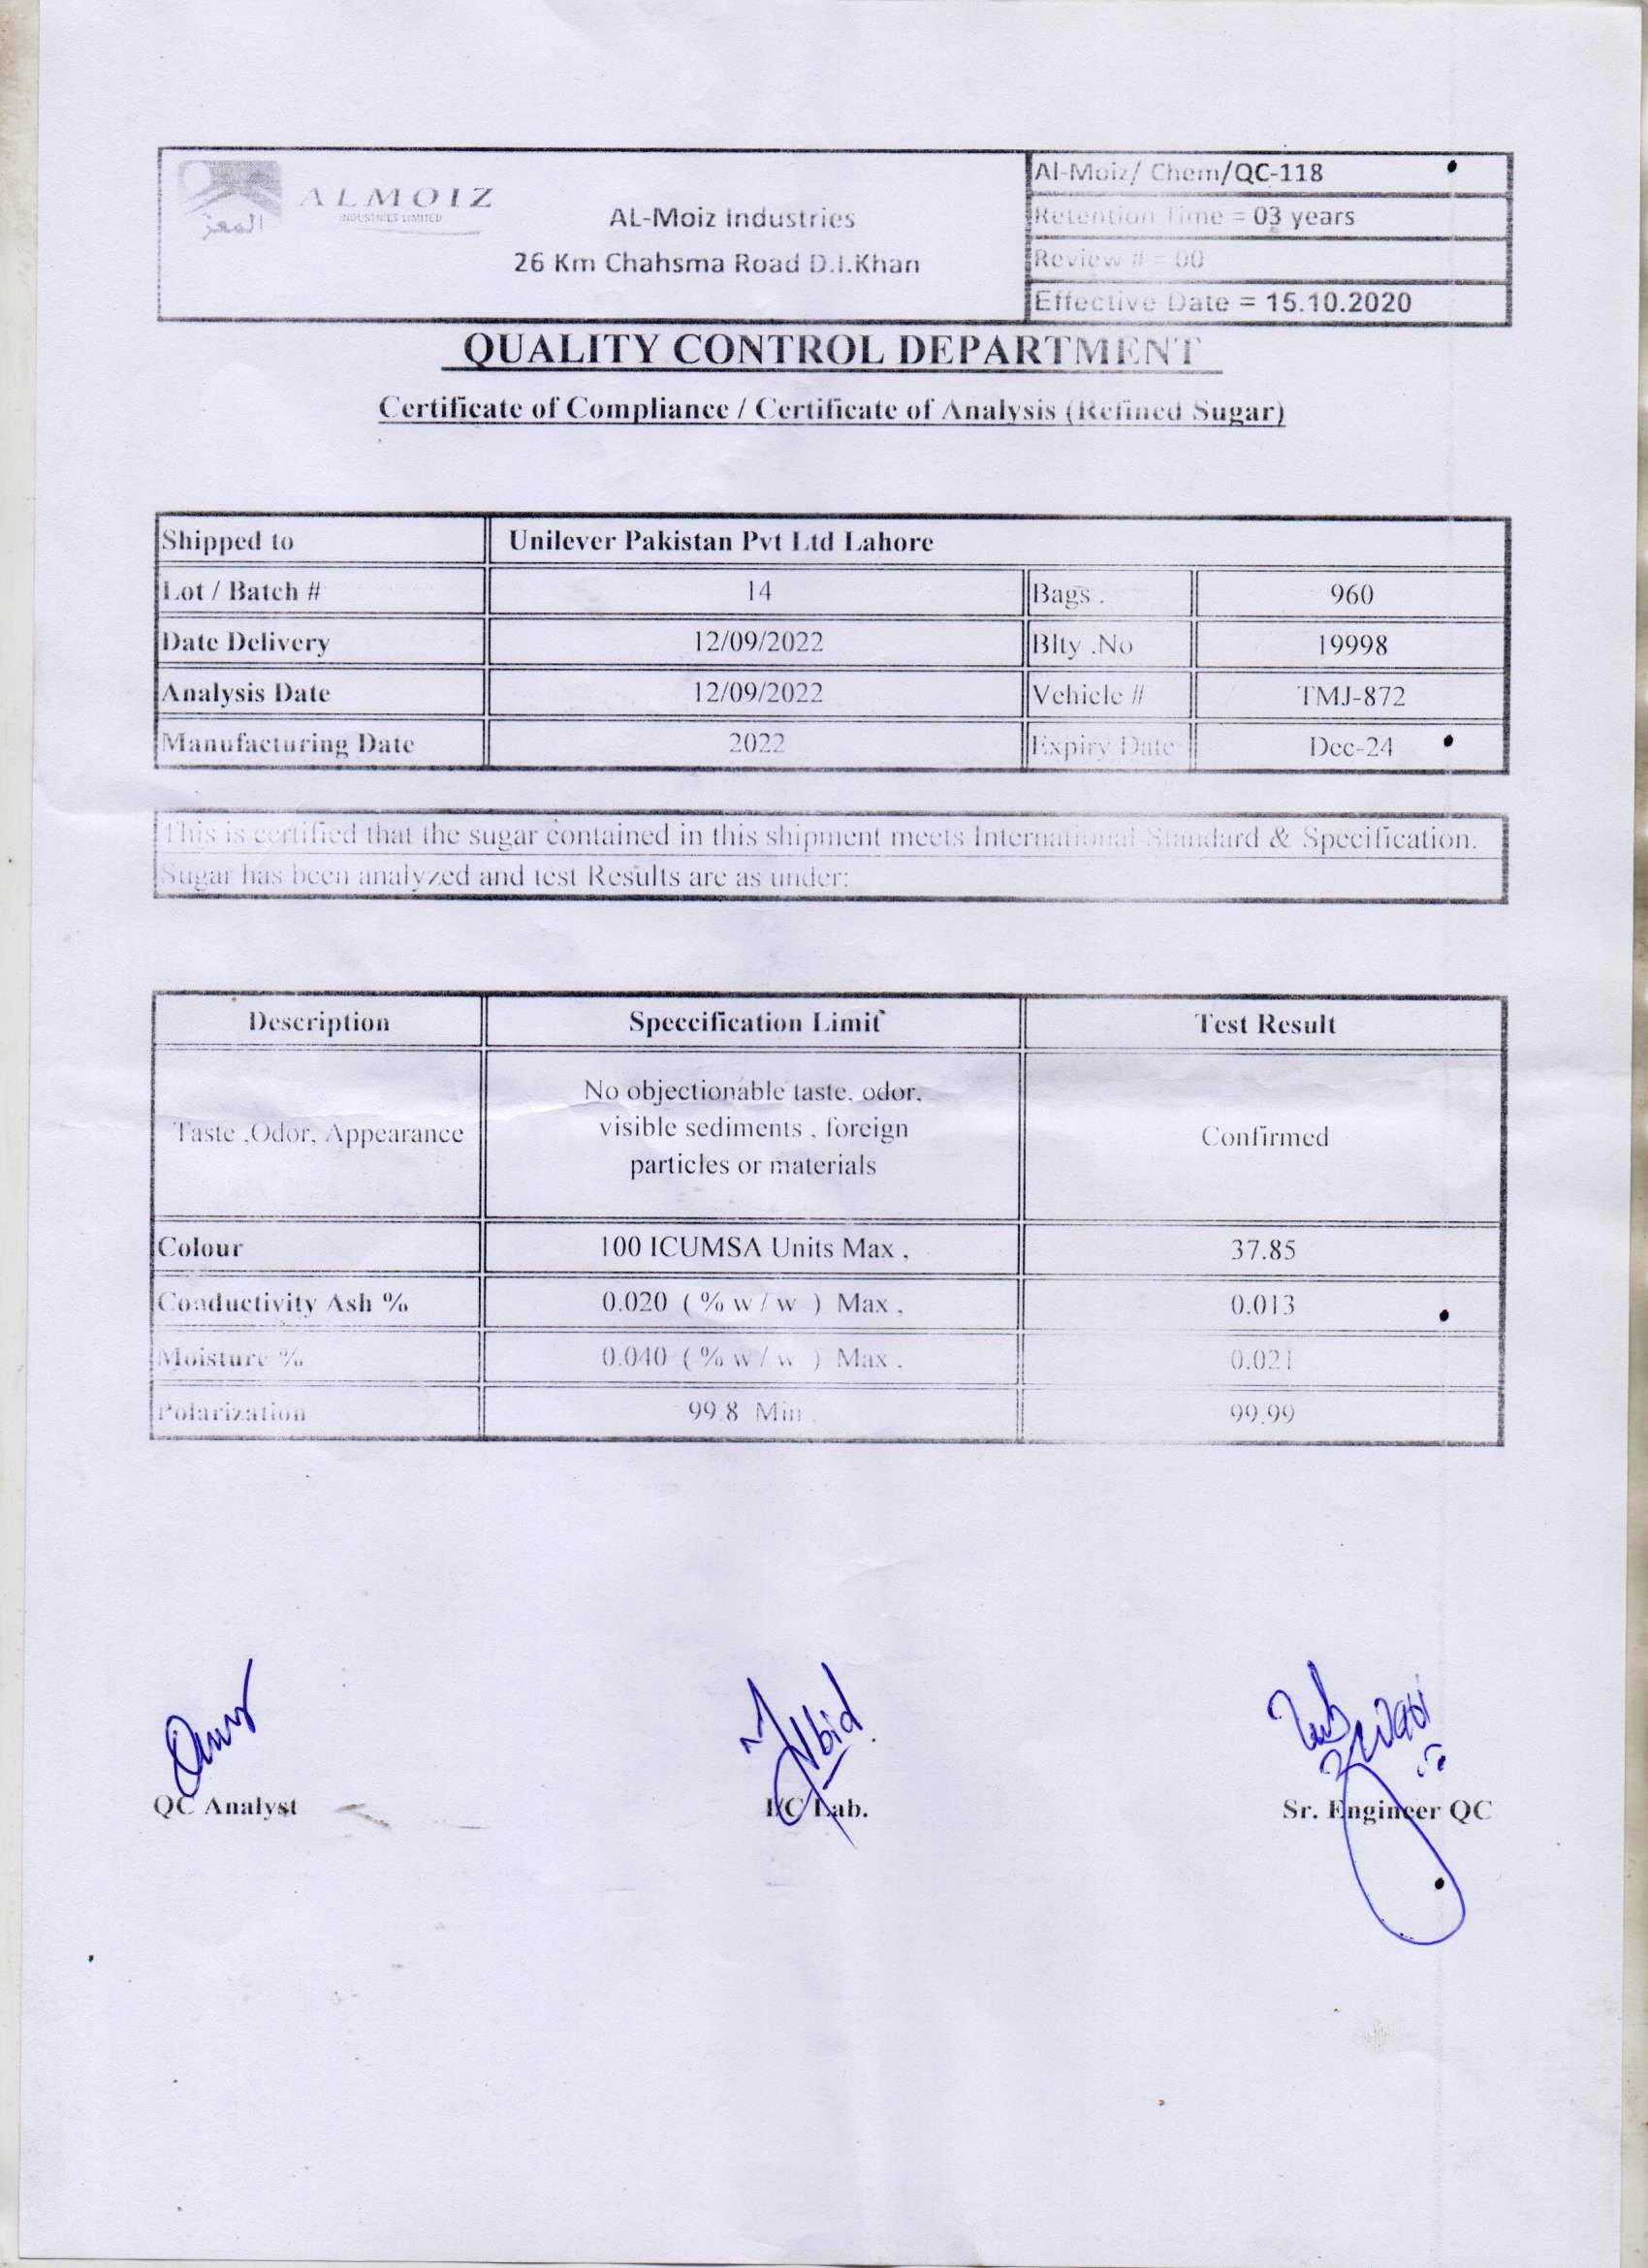 ALMOIZ
INDUSTRIES LIMITED
المعز
AL-Moiz Industries
26 Km Chahsma Road D.I.Khan
Al-Moiz/ Chem/QC-118
Retention Time = 03 years
Review # = 00
Effective Date = 15.10.2020
QUALITY CONTROL DEPARTMENT
Certificate of Compliance / Certificate of Analysis (Refined Sugar)
Shipped to Unilever Pakistan Pvt Ltd Lahore
Lot / Batch # 14 Bags . 960
Date Delivery 12/09/2022 Blty .No 19998
Analysis Date 12/09/2022 Vehicle # TMJ-872
Manufacturing Date 2022 Expiry Date Dec-24
This is certified that the sugar contained in this shipment meets International Standard & Specification.
Sugar has been analyzed and test Results are as under:
Description Speccification Limit Test Result
Taste ,Odor, Appearance No objectionable taste, odor, visible sediments , foreign particles or materials Confirmed
Colour 100 ICUMSA Units Max , 37.85
Conductivity Ash % 0.020 ( % w / w ) Max , 0.013
Moisture % 0.040 ( % w / w ) Max , 0.021
Polarization 99.8 Min , 99.99
QC Analyst
I/C Lab.
Sr. Engineer QC